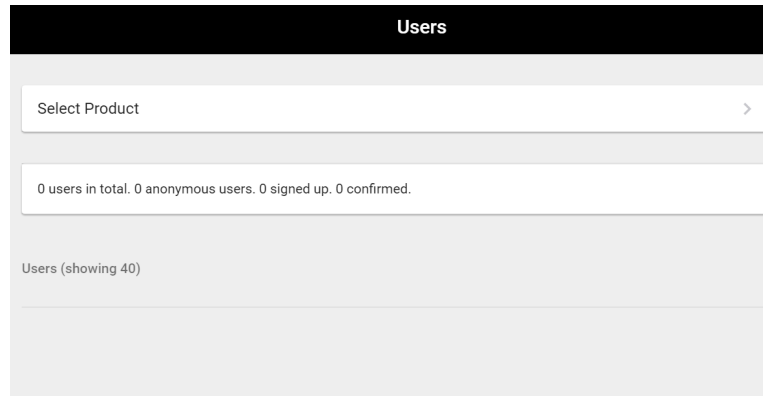 Users
Select Product
0 users in total. 0 anonymous users. 0 signed up. 0 confirmed.
Users (showing 40)